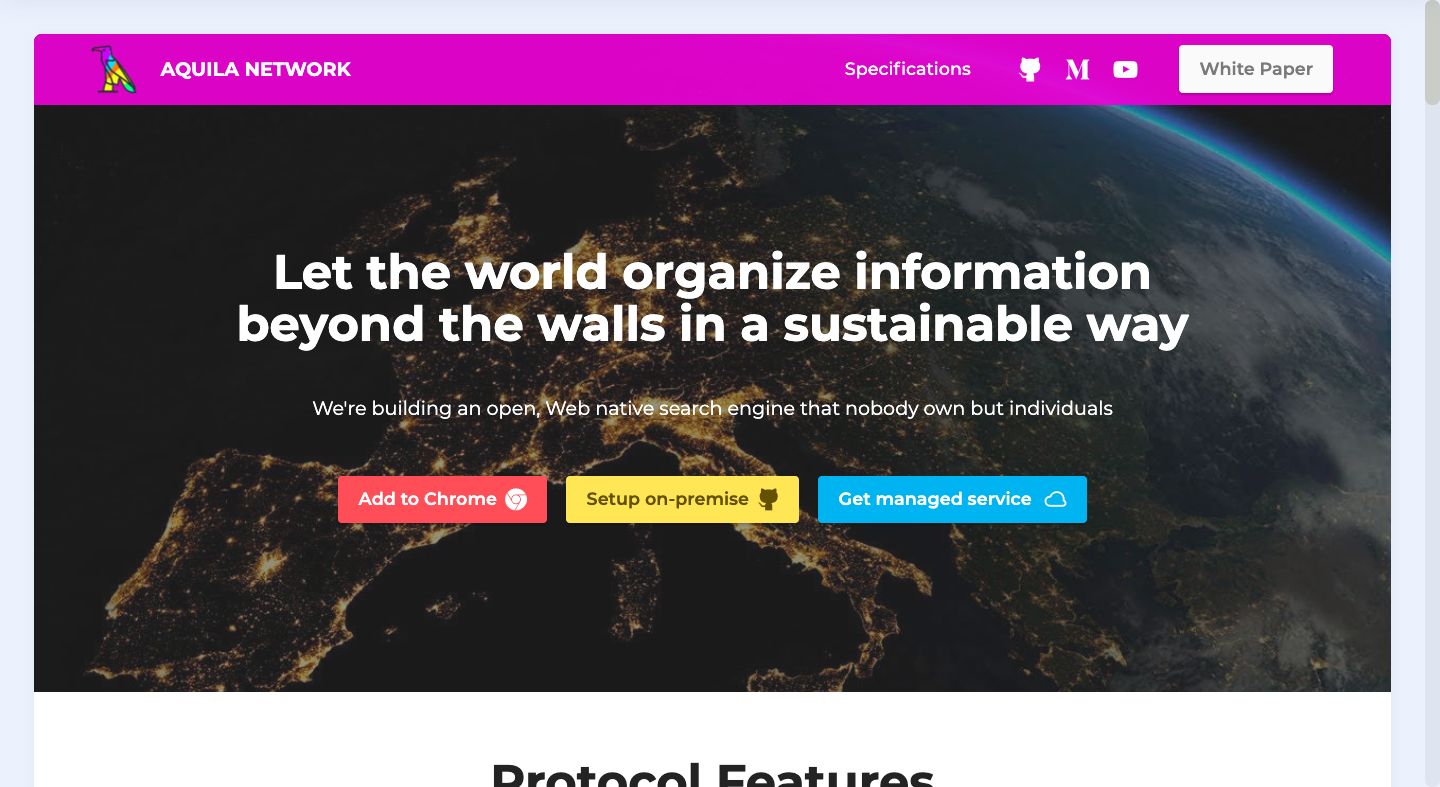 AQUILA NETWORK
Specifications
White Paper
Let the world organize information
beyond the walls in a sustainable way
We're building an open, Web native search engine that nobody own but individuals
Add to Chrome
Setup on-premise
Get managed service
Protocol Features